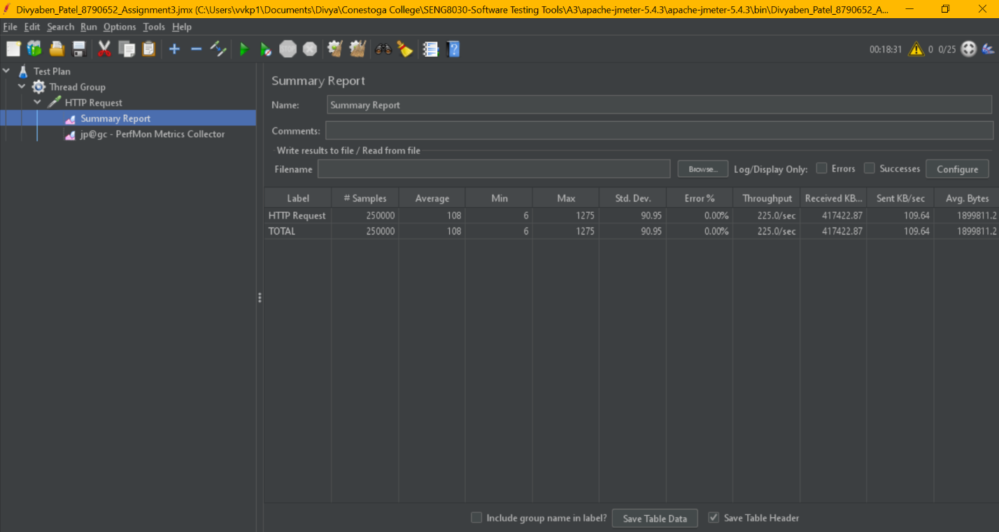 Divyaben_Patel_8790652_Assignment3.jmx (C:\Users\vvkp1\Documents\Divya\Conestoga College\SENG8030-Software Testing Tools\A3\apache-jmeter-5.4.3\apache-jmeter-5.4.3\bin\Divyaben_Patel_8790652_A...
File Edit Search Run Options Tools Help
STOP 00:18:31 0 0/25
Test Plan
Thread Group
HTTP Request
Summary Report
jp@gc - PerfMon Metrics Collector
Summary Report
Name: Summary Report
Comments:
Write results to file / Read from file
Filename Browse... Log/Display Only: Errors Successes Configure
Label # Samples Average Min Max Std. Dev. Error % Throughput Received KB... Sent KB/sec Avg. Bytes
HTTP Request 250000 108 6 1275 90.95 0.00% 225.0/sec 417422.87 109.64 1899811.2
TOTAL 250000 108 6 1275 90.95 0.00% 225.0/sec 417422.87 109.64 1899811.2
Include group name in label? Save Table Data Save Table Header